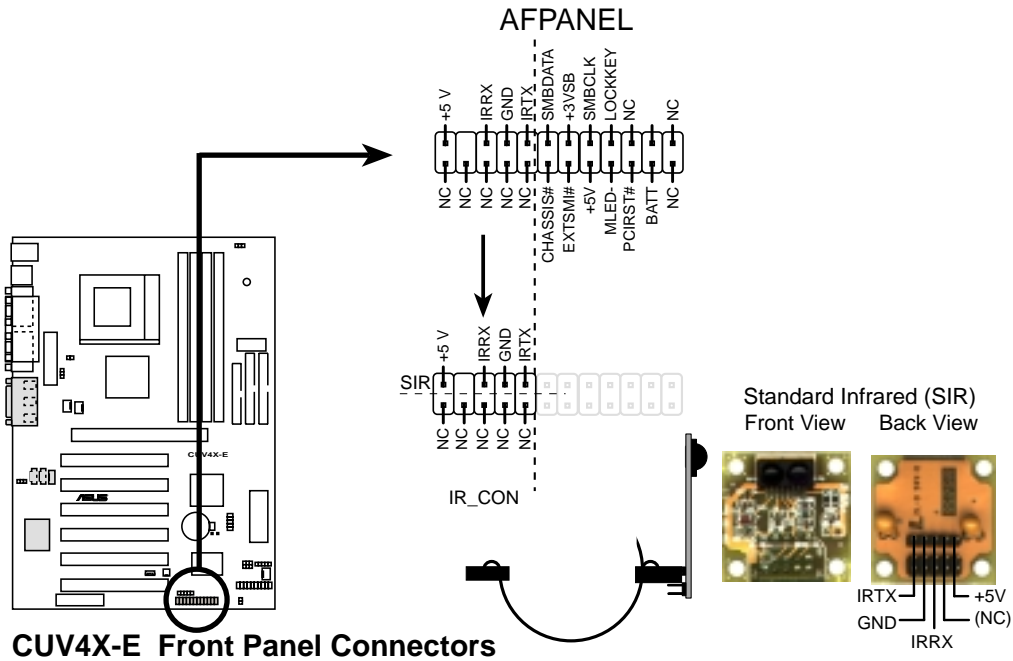 AFPANEL
+5 V
IRRX
GND
IRTX
SMBDATA
+3VSB
SMBCLK
LOCKKEY
NC
NC
NC
NC
NC
NC
NC
CHASSIS#
EXTSMI#
+5V
MLED-
PCIRST#
BATT
NC
SIR
+5 V
IRRX
GND
IRTX
NC
NC
NC
NC
NC
IR_CON
Standard Infrared (SIR)
Front View Back View
IRTX
GND
IRRX
+5V
(NC)
CUV4X-E
ASUS
CUV4X-E Front Panel Connectors